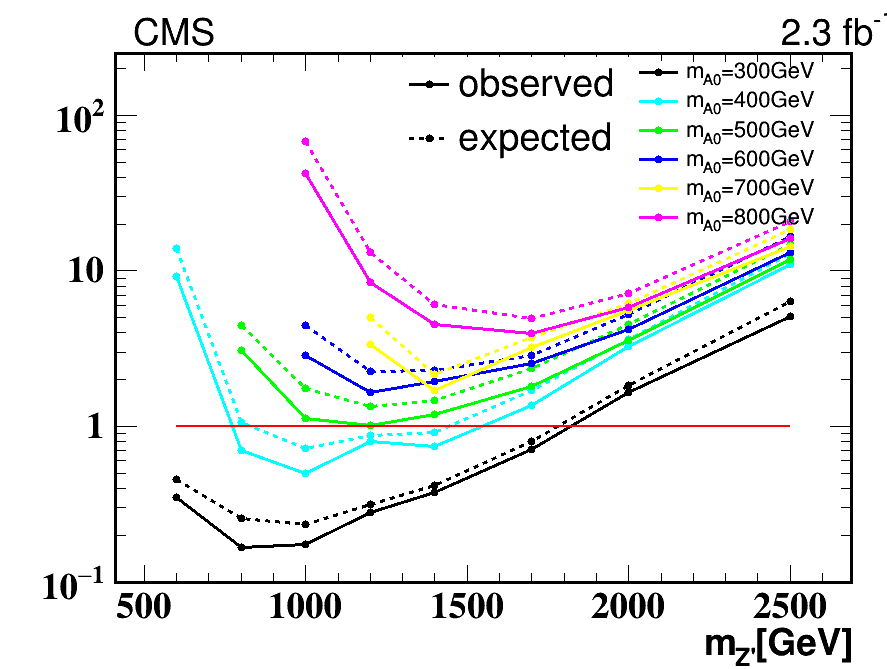 CMS 2.3 fb⁻¹
observed
expected
m_A0=300GeV
m_A0=400GeV
m_A0=500GeV
m_A0=600GeV
m_A0=700GeV
m_A0=800GeV
10²
10
1
10⁻¹
500 1000 1500 2000 2500
m_Z'[GeV]